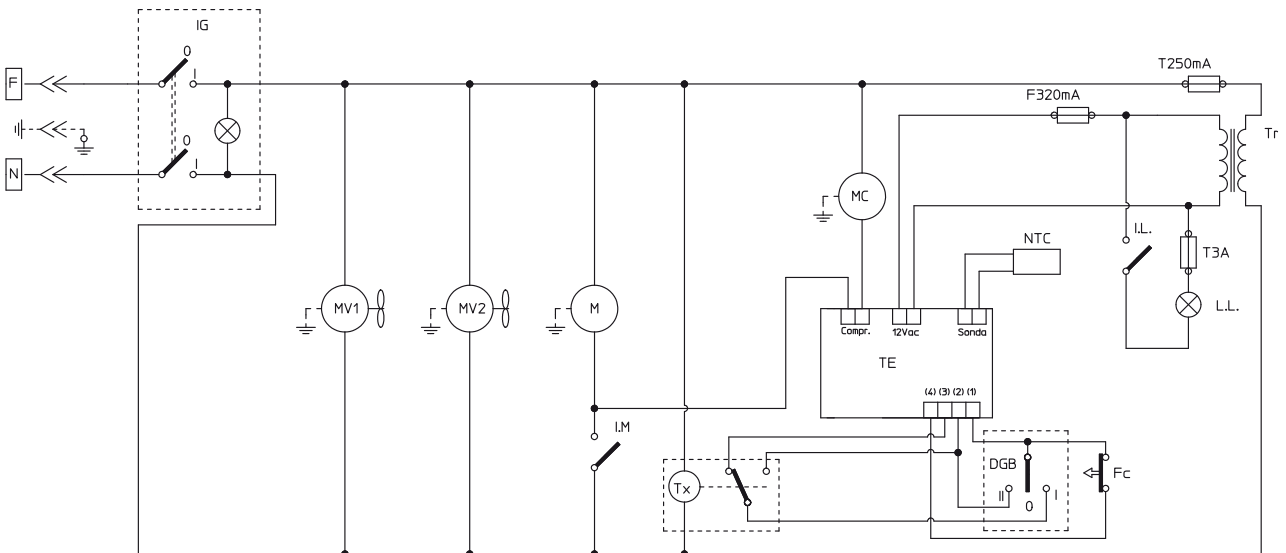 IG
0
I
F
T250mA
F320mA
Tr
0
I
N
MC
I.L.
NTC
T3A
MV1
MV2
M
L.L.
Compr.
12Vac
Sonda
TE
(4) (3) (2) (1)
I.M
DGB
Fc
Tx
II
0
I